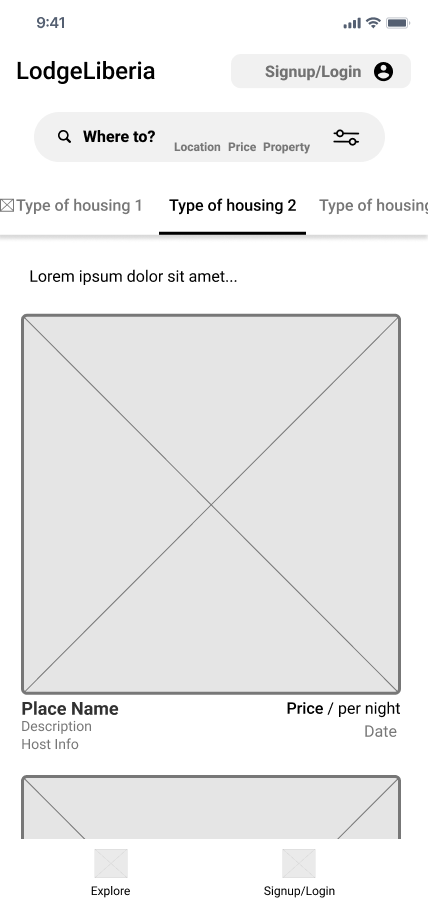 9:41
LodgeLiberia
Signup/Login
Where to?
Location Price Property
Type of housing 1
Type of housing 2
Type of housing
Lorem ipsum dolor sit amet...
Place Name
Price / per night
Description
Date
Host Info
Explore
Signup/Login